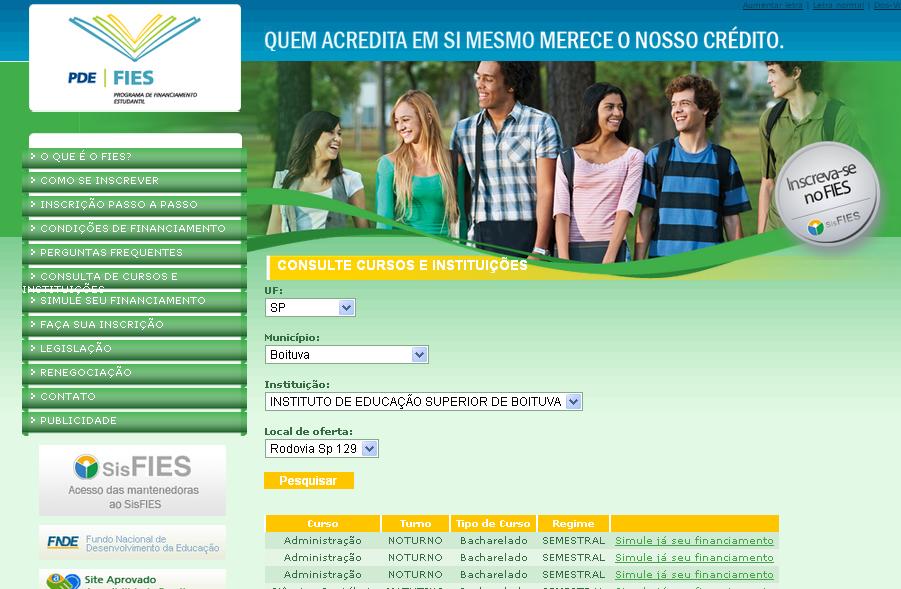 Aumentar letra | Letra normal |
QUEM ACREDITA EM SI MESMO MERECE O NOSSO CRÉDITO.
PDE | FIES
PROGRAMA DE FINANCIAMENTO
ESTUDANTIL
Inscreva-se
no FIES
SisFIES
O QUE É O FIES?
COMO SE INSCREVER
INSCRIÇÃO PASSO A PASSO
CONDIÇÕES DE FINANCIAMENTO
PERGUNTAS FREQUENTES
CONSULTA DE CURSOS E
INSTITUIÇÕES
SIMULE SEU FINANCIAMENTO
FAÇA SUA INSCRIÇÃO
LEGISLAÇÃO
RENEGOCIAÇÃO
CONTATO
PUBLICIDADE
SisFIES
Acesso das mantenedoras
ao SisFIES
FNDE Fundo Nacional de
Desenvolvimento da Educação
Site Aprovado
CONSULTE CURSOS E INSTITUIÇÕES
UF:
SP
Município:
Boituva
Instituição:
INSTITUTO DE EDUCAÇÃO SUPERIOR DE BOITUVA
Local de oferta:
Rodovia Sp 129
Pesquisar
Curso Turno Tipo de Curso Regime
Administração NOTURNO Bacharelado SEMESTRAL Simule já seu financiamento
Administração NOTURNO Bacharelado SEMESTRAL Simule já seu financiamento
Administração NOTURNO Bacharelado SEMESTRAL Simule já seu financiamento